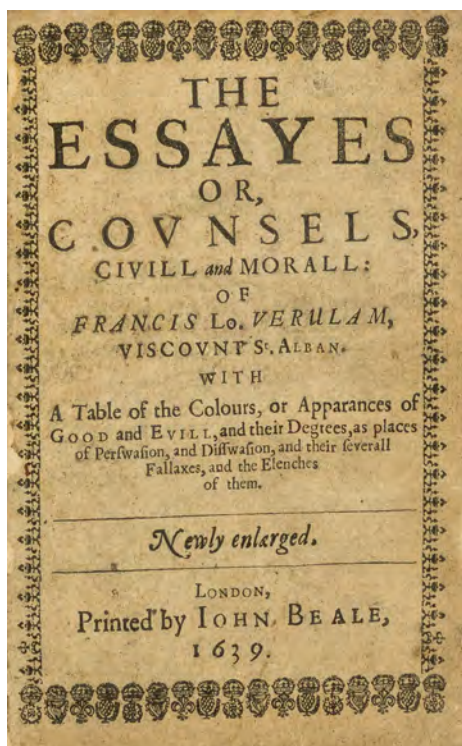 THE
ESSAYES
OR,
COVNSELS,
CIVILL and MORALL:
OF
FRANCIS Lo. VERULAM,
VISCOVNT St. ALBAN.
WITH
A Table of the Colours, or Apparances of
GOOD and EVILL, and their Degrees, as places
of Perſwaſion, and Diſſwaſion, and their ſeverall
Fallaxes, and the Elenches
of them.
Newly enlarged.
LONDON,
Printed by IOHN BEALE,
1639.